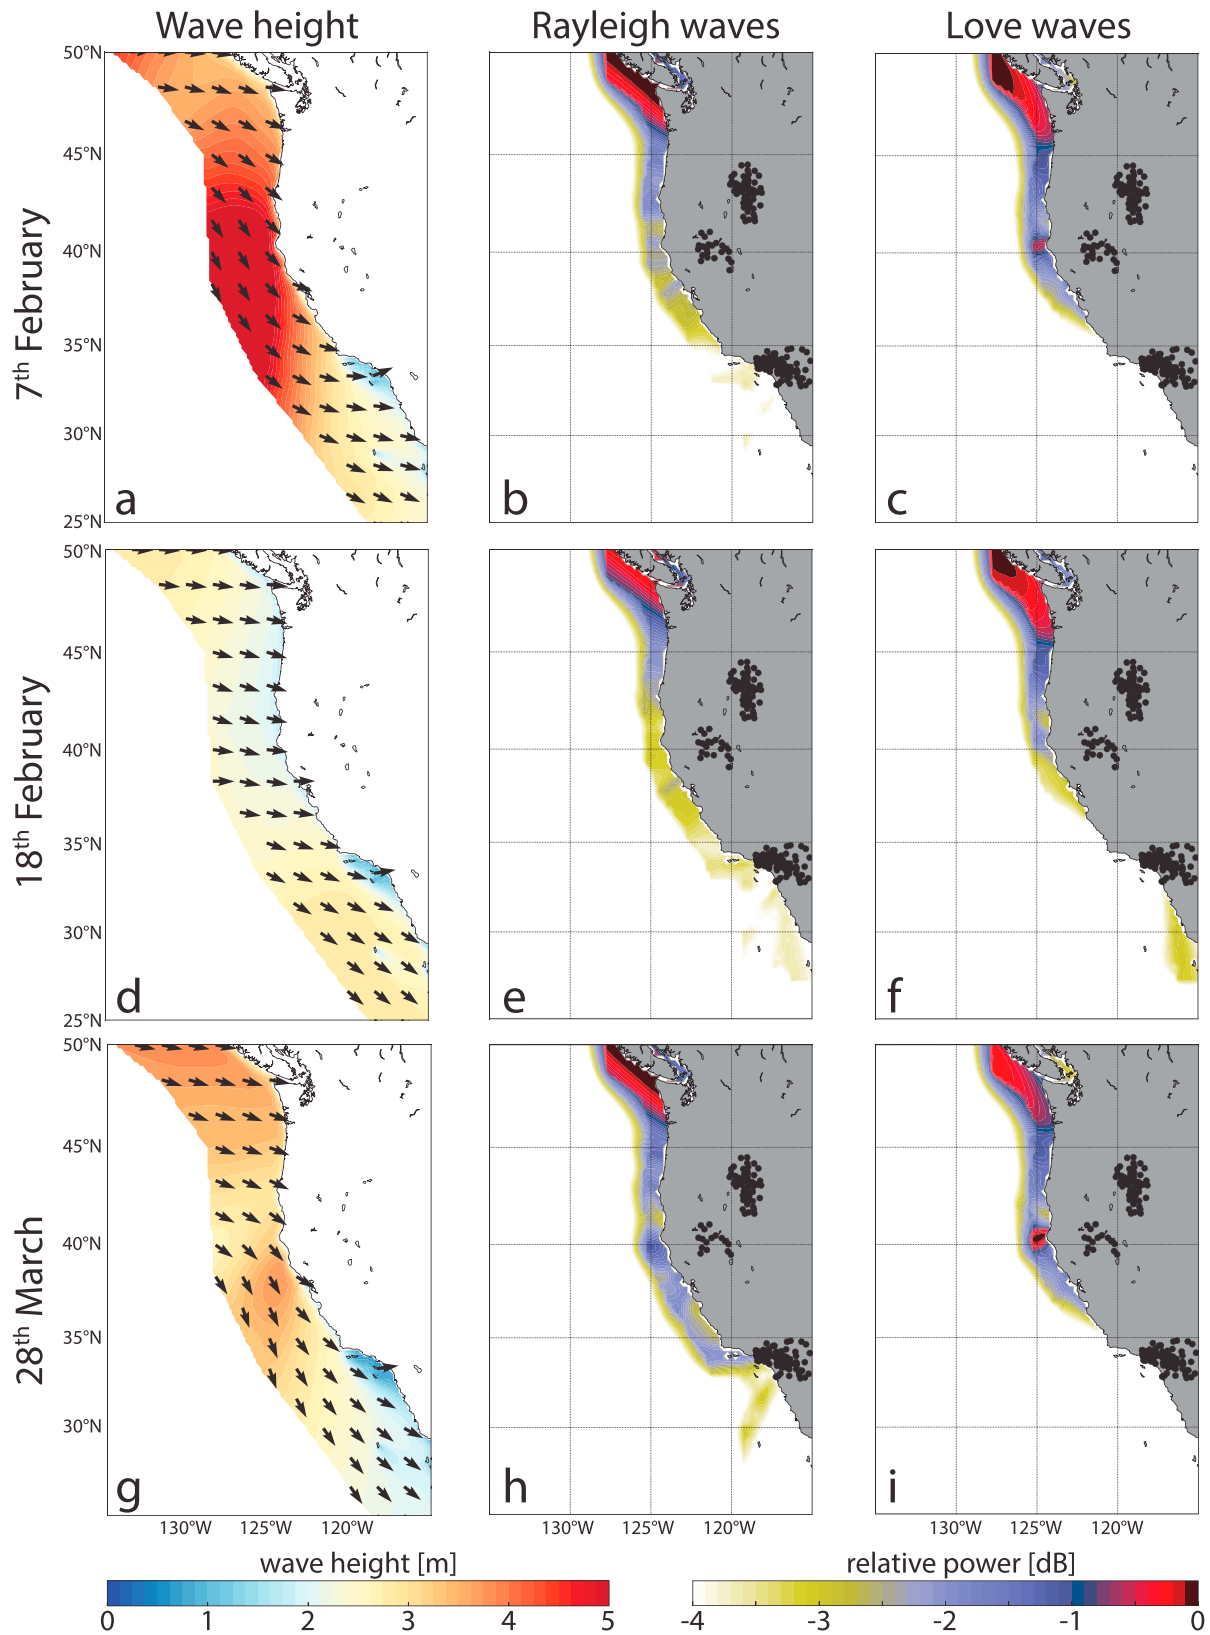 Wave height Rayleigh waves Love waves
50°N
45°N
40°N
35°N
30°N
25°N
7th February
a b c
50°N
45°N
40°N
35°N
30°N
25°N
18th February
d e f
50°N
45°N
40°N
35°N
30°N
28th March
g h i
130°W 125°W 120°W 130°W 125°W 120°W 130°W 125°W 120°W
wave height [m] relative power [dB]
0 1 2 3 4 5 -4 -3 -2 -1 0